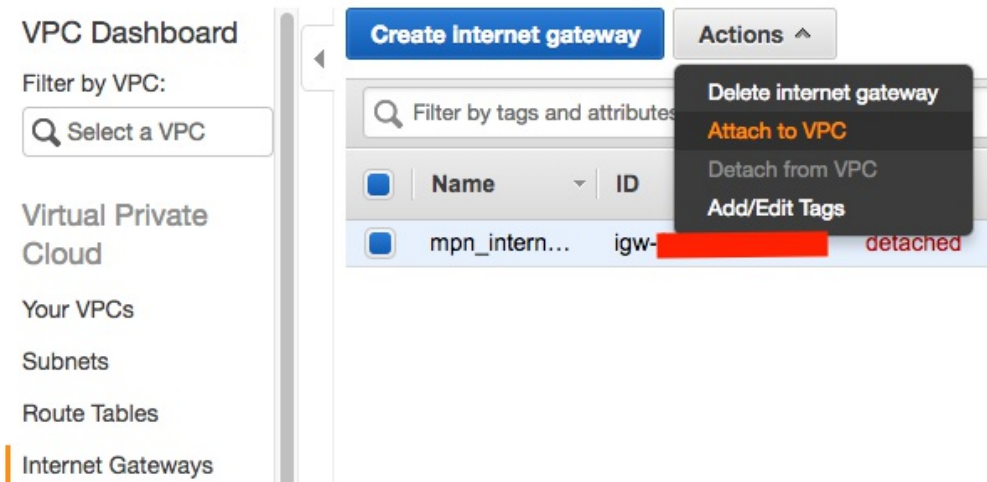 VPC Dashboard
Filter by VPC:
Select a VPC
Virtual Private
Cloud
Your VPCs
Subnets
Route Tables
Internet Gateways
Create internet gateway
Actions
Delete internet gateway
Attach to VPC
Detach from VPC
Add/Edit Tags
Filter by tags and attributes
Name ID
mpn_intern... igw- detached